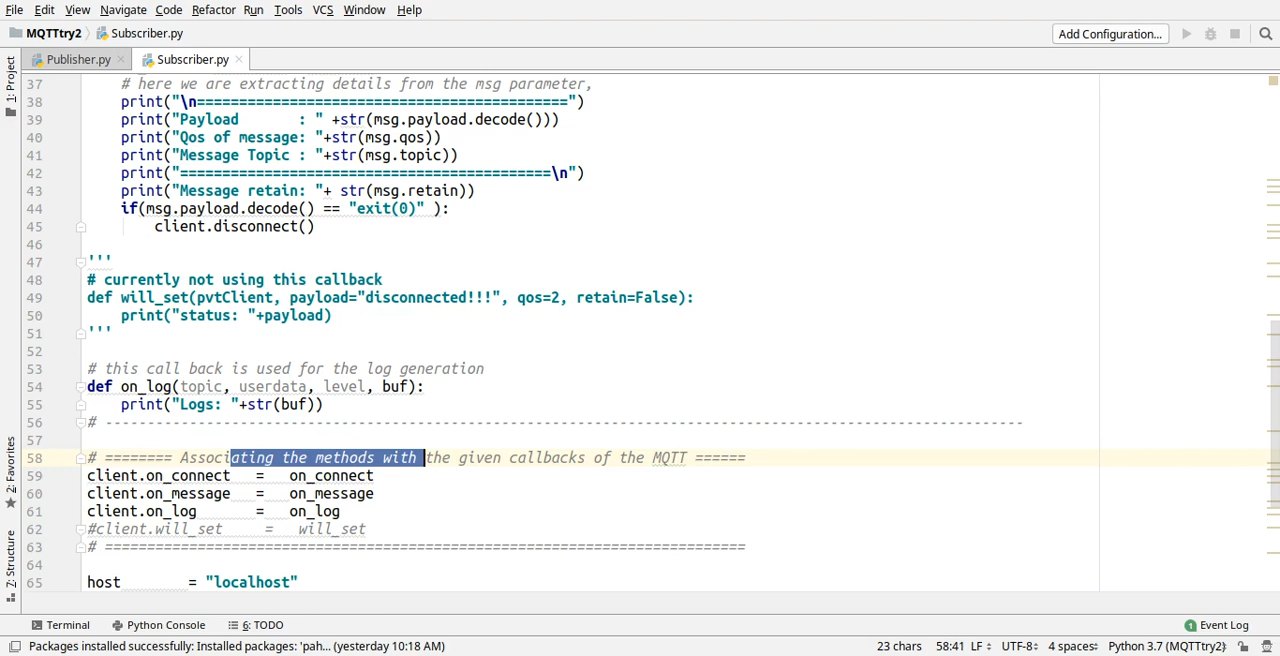 File Edit View Navigate Code Refactor Run Tools VCS Window Help
MQTTtry2 Subscriber.py Add Configuration...
1: Project Publisher.py Subscriber.py
37 # here we are extracting details from the msg parameter,
38 print("\n============================================")
39 print("Payload       : " +str(msg.payload.decode()))
40 print("Qos of message: "+str(msg.qos))
41 print("Message Topic : "+str(msg.topic))
42 print("============================================\n")
43 print("Message retain: "+ str(msg.retain))
44 if(msg.payload.decode() == "exit(0)" ):
45 client.disconnect()
46
47 '''
48 # currently not using this callback
49 def will_set(pvtClient, payload="disconnected!!!", qos=2, retain=False):
50 print("status: "+payload)
51 '''
52
53 # this call back is used for the log generation
54 def on_log(topic, userdata, level, buf):
55 print("Logs: "+str(buf))
56 # -------------------------------------------------------------------------------------------------------------
57
58 # ======== Associating the methods with the given callbacks of the MQTT ======
59 client.on_connect   =   on_connect
60 client.on_message   =   on_message
61 client.on_log       =   on_log
62 #client.will_set     =   will_set
63 # ============================================================================
64
65 host        = "localhost"
2: Favorites
7: Structure
Terminal Python Console 6: TODO 1 Event Log
Packages installed successfully: Installed packages: 'pah... (yesterday 10:18 AM) 23 chars 58:41 LF UTF-8 4 spaces Python 3.7 (MQTTtry2)